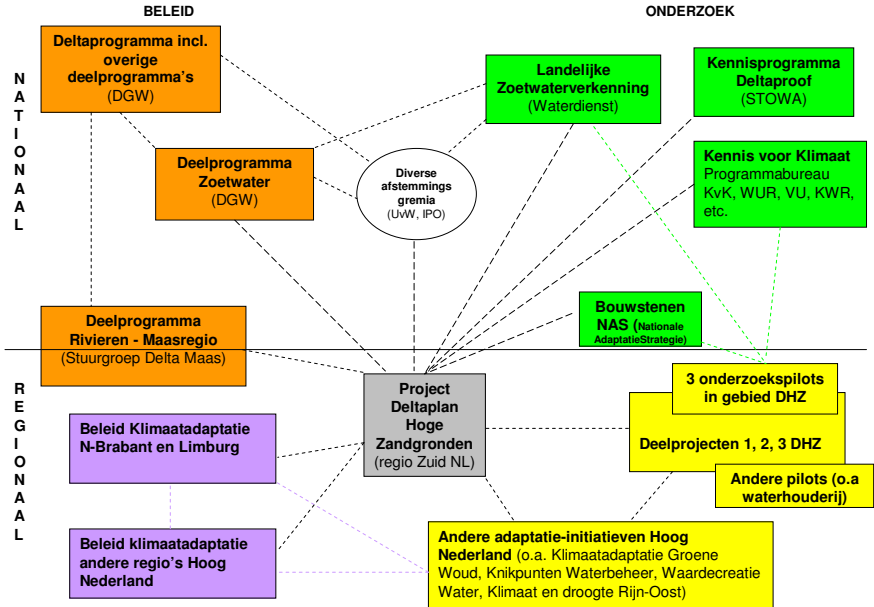 BELEID
ONDERZOEK
NATIONAAL
Deltaprogramma incl.
overige
deelprogramma's
(DGW)
Landelijke
Zoetwaterverkenning
(Waterdienst)
Kennisprogramma
Deltaproof
(STOWA)
Deelprogramma
Zoetwater
(DGW)
Diverse
afstemmings
gremia
(UvW, IPO)
Kennis voor Klimaat
Programmabureau
KvK, WUR, VU, KWR,
etc.
Deelprogramma
Rivieren - Maasregio
(Stuurgroep Delta Maas)
Bouwstenen
NAS (Nationale
AdaptatieStrategie)
REGIONAAL
Project
Deltaplan
Hoge
Zandgronden
(regio Zuid NL)
3 onderzoekspilots
in gebied DHZ
Deelprojecten 1, 2, 3 DHZ
Andere pilots (o.a
waterhouderij)
Beleid Klimaatadaptatie
N-Brabant en Limburg
Beleid klimaatadaptatie
andere regio's Hoog
Nederland
Andere adaptatie-initiatieven Hoog
Nederland (o.a. Klimaatadaptatie Groene
Woud, Knikpunten Waterbeheer, Waardecreatie
Water, Klimaat en droogte Rijn-Oost)